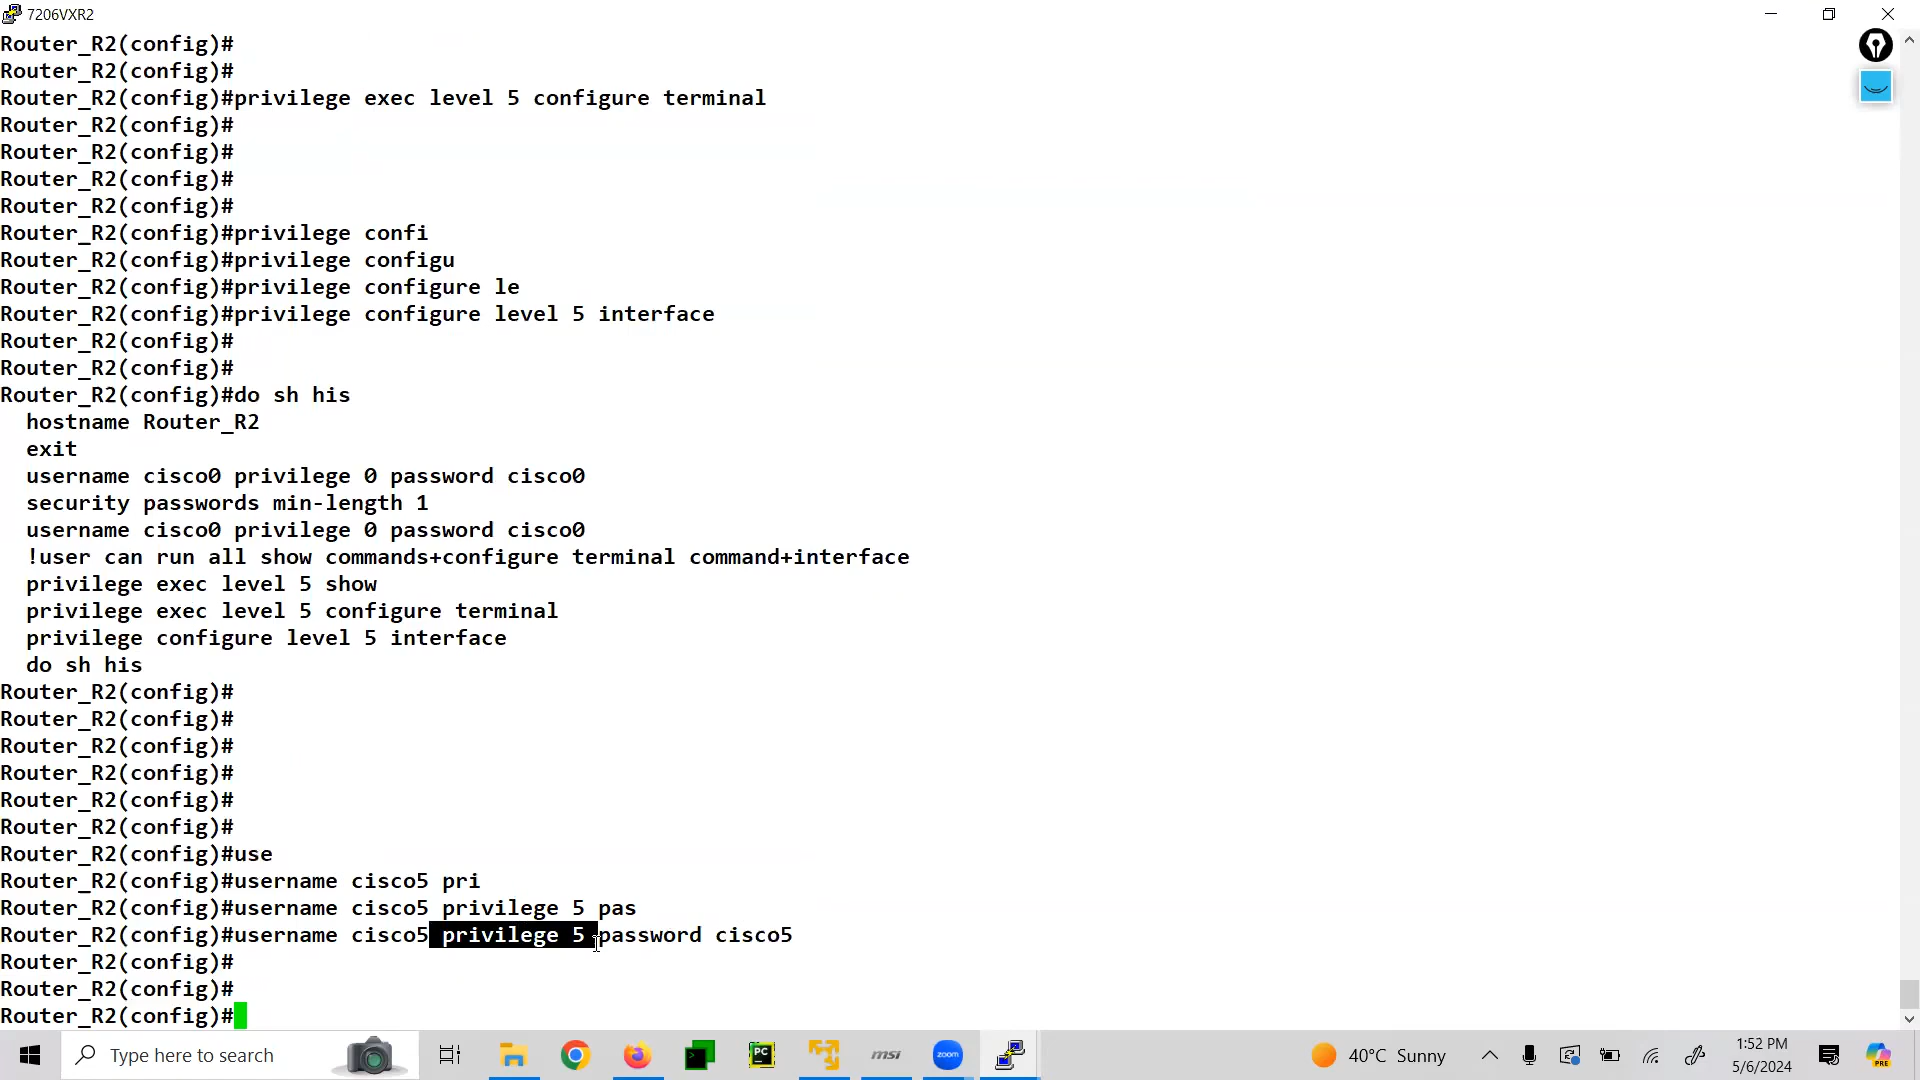 7206VXR2
Router_R2(config)#
Router_R2(config)#
Router_R2(config)#privilege exec level 5 configure terminal
Router_R2(config)#
Router_R2(config)#
Router_R2(config)#
Router_R2(config)#
Router_R2(config)#privilege confi
Router_R2(config)#privilege configu
Router_R2(config)#privilege configure le
Router_R2(config)#privilege configure level 5 interface
Router_R2(config)#
Router_R2(config)#
Router_R2(config)#do sh his
  hostname Router_R2
  exit
  username cisco0 privilege 0 password cisco0
  security passwords min-length 1
  username cisco0 privilege 0 password cisco0
  !user can run all show commands+configure terminal command+interface
  privilege exec level 5 show
  privilege exec level 5 configure terminal
  privilege configure level 5 interface
  do sh his
Router_R2(config)#
Router_R2(config)#
Router_R2(config)#
Router_R2(config)#
Router_R2(config)#
Router_R2(config)#
Router_R2(config)#use
Router_R2(config)#username cisco5 pri
Router_R2(config)#username cisco5 privilege 5 pas
Router_R2(config)#username cisco5 privilege 5 password cisco5
Router_R2(config)#
Router_R2(config)#
Router_R2(config)#
Type here to search
PC
msi
zoom
40°C Sunny
1:52 PM
5/6/2024
PRE